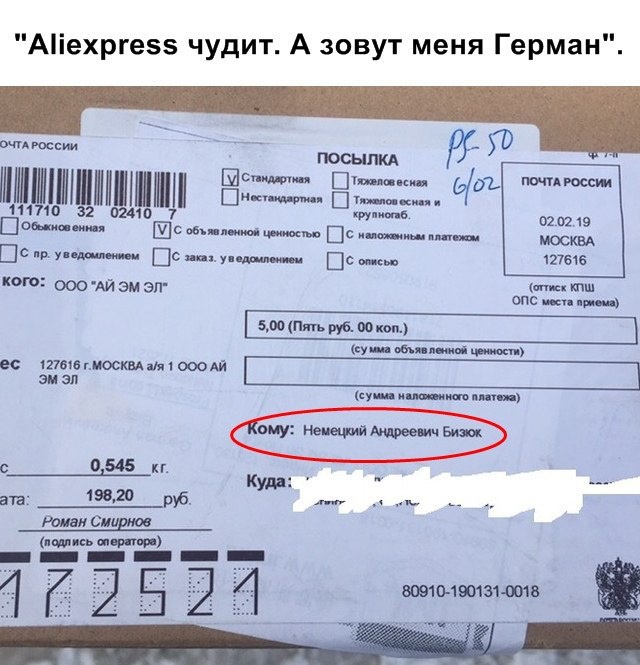 "Aliexpress чудит. А зовут меня Герман".
PS 50
6/02
ОЧТА РОССИИ
ПОСЫЛКА
111710 32 02410 7
V Стандартная
Тяжеловесная
Нестандартная
Тяжеловесная и
крупногаб.
Обыкновенная
V С объявленной ценностью
С наложенным платежом
С пр. уведомлением
С заказ. уведомлением
С описью
ПОЧТА РОССИИ
02.02.19
МОСКВА
127616
(оттиск КПШ
ОПС места приема)
кого: ООО "АЙ ЭМ ЭЛ"
5,00 (Пять руб. 00 коп.)
(сумма объявленной ценности)
ес 127616 г.МОСКВА а/я 1 ООО АЙ
ЭМ ЭЛ
(сумма наложенного платежа)
Кому: Немецкий Андреевич Бизюк
с 0,545 кг.
Куда:
ата: 198,20 руб.
Роман Смирнов
(подпись оператора)
172521
80910-190131-0018